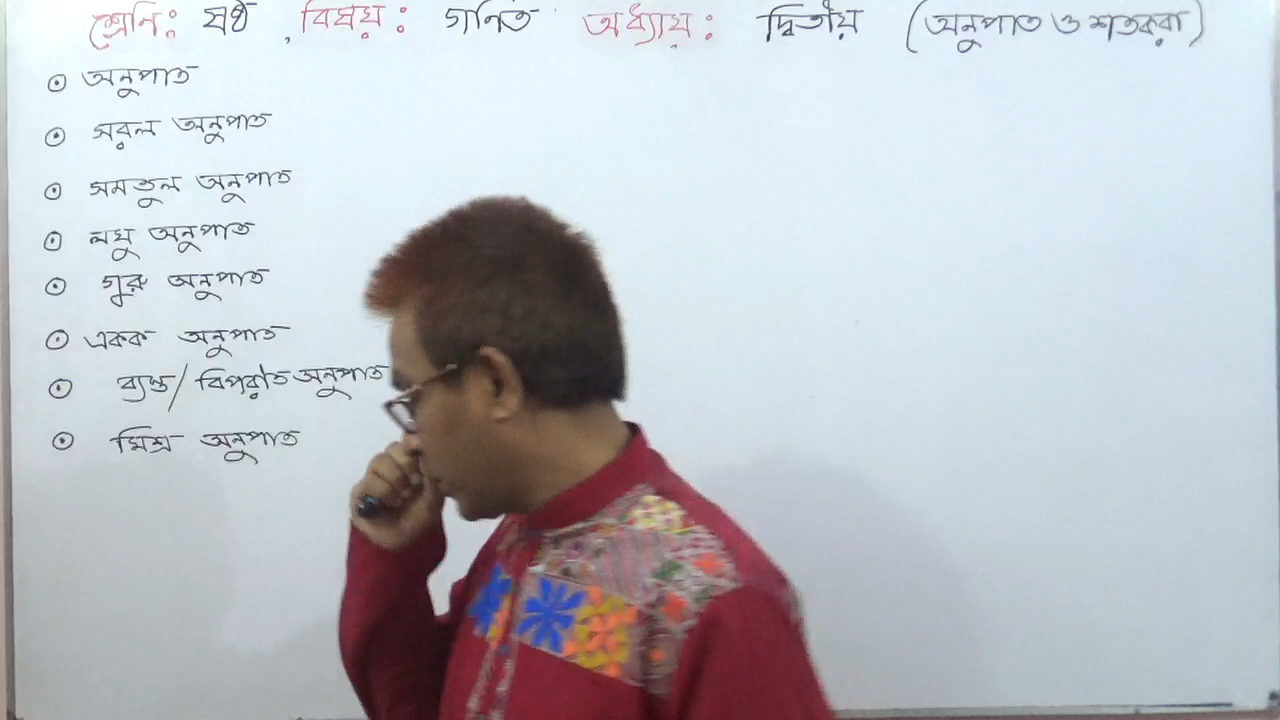 শ্রেণি: ষষ্ঠ , বিষয়: গণিত অধ্যায়: দ্বিতীয় (অনুপাত ও শতকরা)
অনুপাত
সরল অনুপাত
সমতুল অনুপাত
লঘু অনুপাত
গুরু অনুপাত
একক অনুপাত
ব্যস্ত/বিপরীত অনুপাত
মিশ্র অনুপাত